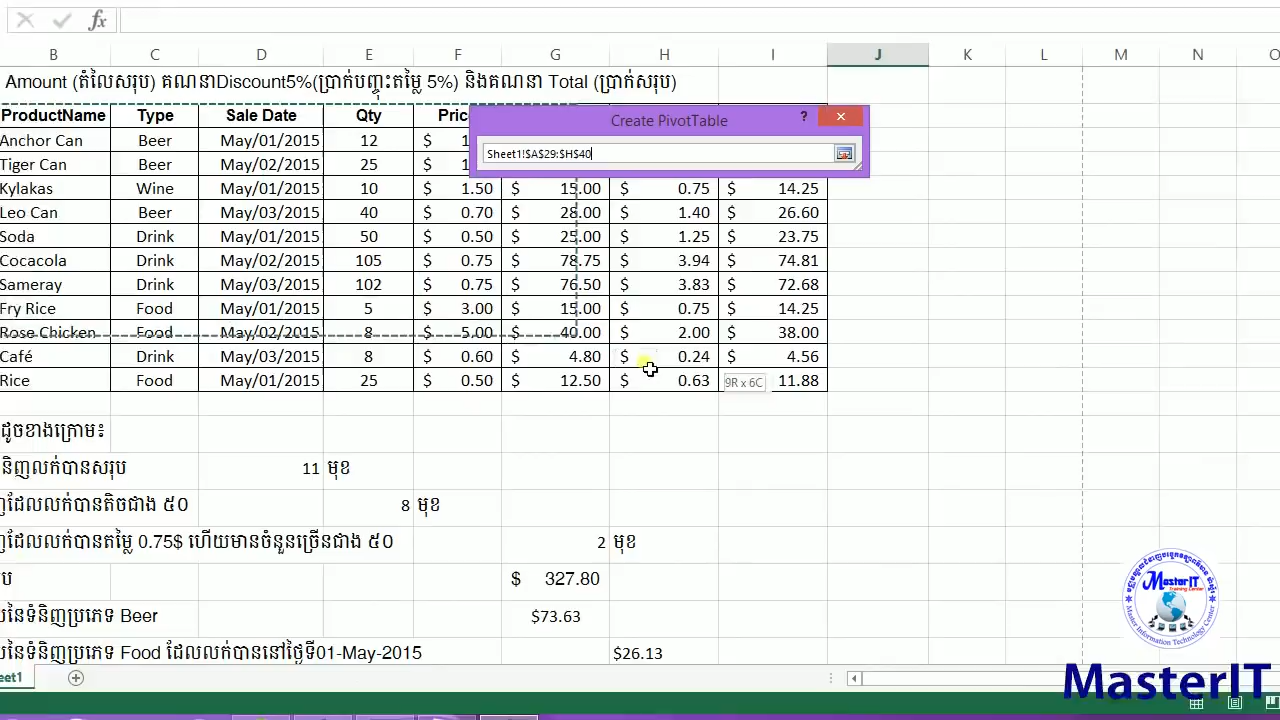 fx
B C D E F G H I J K L M N O
Amount (តំលៃសរុប) គណនាDiscount5%(ប្រាក់បញ្ចុះតម្លៃ 5%) និងគណនា Total (ប្រាក់សរុប)
ProductName Type Sale Date Qty Pric
Create PivotTable ?
Sheet1!$A$29:$H$40
Anchor Can Beer May/01/2015 12 $ 1
Tiger Can Beer May/02/2015 25 $ 1
Kylakas Wine May/01/2015 10 $ 1.50 $ 15.00 $ 0.75 $ 14.25
Leo Can Beer May/03/2015 40 $ 0.70 $ 28.00 $ 1.40 $ 26.60
Soda Drink May/01/2015 50 $ 0.50 $ 25.00 $ 1.25 $ 23.75
Cocacola Drink May/02/2015 105 $ 0.75 $ 78.75 $ 3.94 $ 74.81
Sameray Drink May/03/2015 102 $ 0.75 $ 76.50 $ 3.83 $ 72.68
Fry Rice Food May/01/2015 5 $ 3.00 $ 15.00 $ 0.75 $ 14.25
Rose Chicken Food May/02/2015 8 $ 5.00 $ 40.00 $ 2.00 $ 38.00
Café Drink May/03/2015 8 $ 0.60 $ 4.80 $ 0.24 $ 4.56
Rice Food May/01/2015 25 $ 0.50 $ 12.50 $ 0.63 9R x 6C 11.88
ដូចខាងក្រោម៖
និញលក់បានសរុប 11 មុខ
ញដែលលក់បានតិចជាង ៥០ 8 មុខ
ញដែលលក់បានតម្លៃ 0.75$ ហើយមានចំនួនច្រើនជាង ៥០ 2 មុខ
ប $ 327.80
បនៃទំនិញប្រភេទ Beer $73.63
បនៃទំនិញប្រភេទ Food ដែលលក់បាននៅថ្ងៃទី01-May-2015 $26.13
eet1
MasterIT
Training Center
Master Information Technology Center
MasterIT